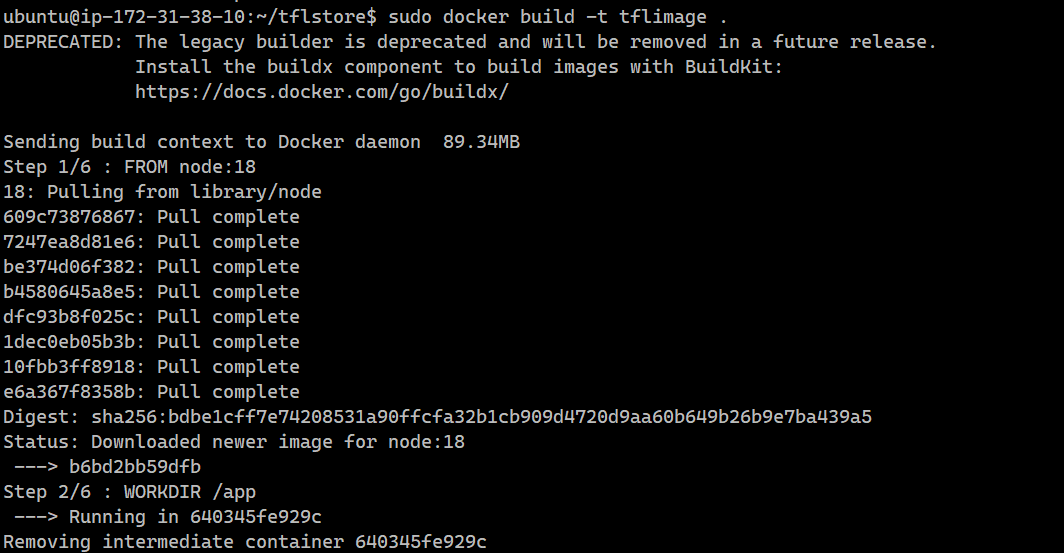 ubuntu@ip-172-31-38-10:~/tflstore$ sudo docker build -t tflimage .
DEPRECATED: The legacy builder is deprecated and will be removed in a future release.
            Install the buildx component to build images with BuildKit:
            https://docs.docker.com/go/buildx/

Sending build context to Docker daemon  89.34MB
Step 1/6 : FROM node:18
18: Pulling from library/node
609c73876867: Pull complete
7247ea8d81e6: Pull complete
be374d06f382: Pull complete
b4580645a8e5: Pull complete
dfc93b8f025c: Pull complete
1dec0eb05b3b: Pull complete
10fbb3ff8918: Pull complete
e6a367f8358b: Pull complete
Digest: sha256:bdbe1cff7e74208531a90ffcfa32b1cb909d4720d9aa60b649b26b9e7ba439a5
Status: Downloaded newer image for node:18
 ---> b6bd2bb59dfb
Step 2/6 : WORKDIR /app
 ---> Running in 640345fe929c
Removing intermediate container 640345fe929c